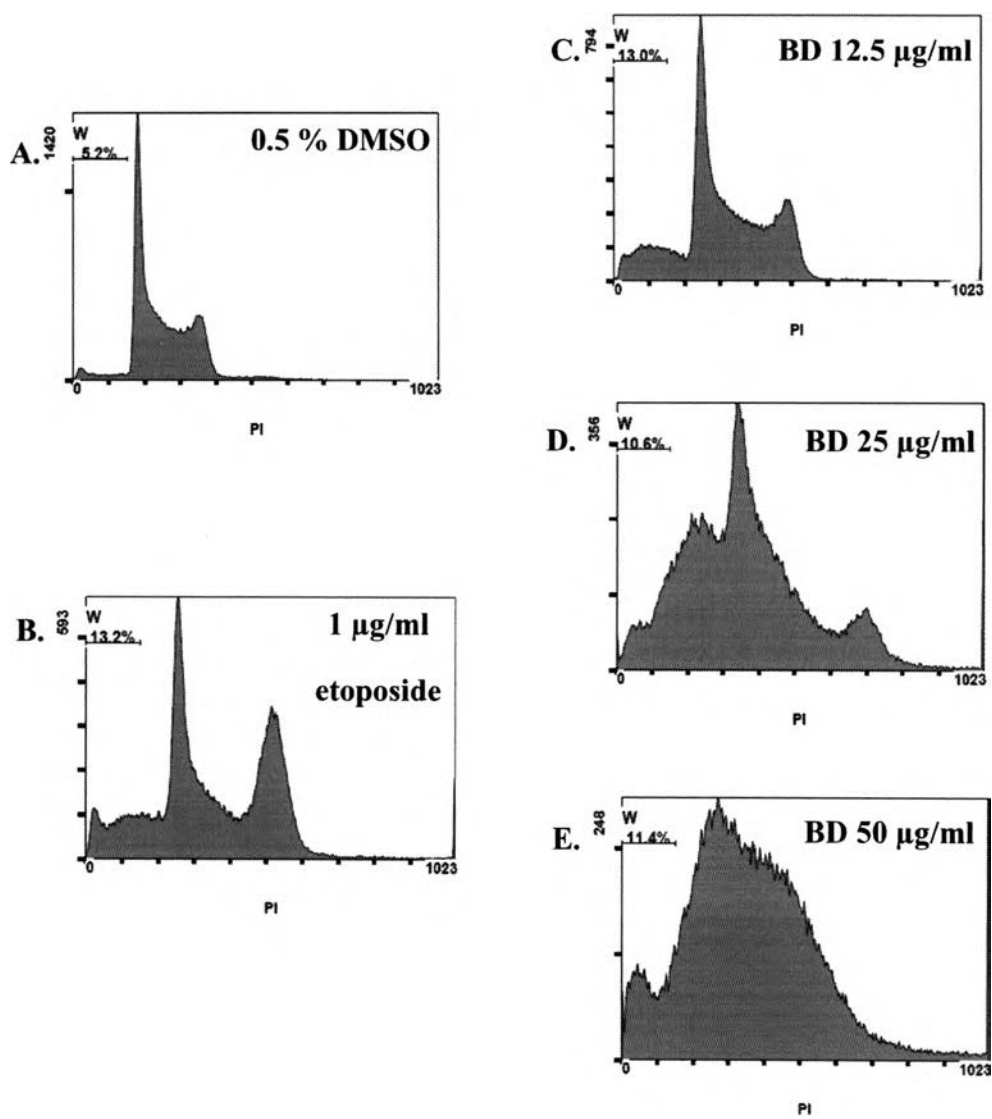 A.
1420
W
5.2%
0.5 % DMSO
0
1023
PI
B.
593
W
13.2%
1 µg/ml
etoposide
0
1023
PI
C.
794
W
13.0%
BD 12.5 µg/ml
0
1023
PI
D.
356
W
10.6%
BD 25 µg/ml
0
1023
PI
E.
248
W
11.4%
BD 50 µg/ml
0
1023
PI